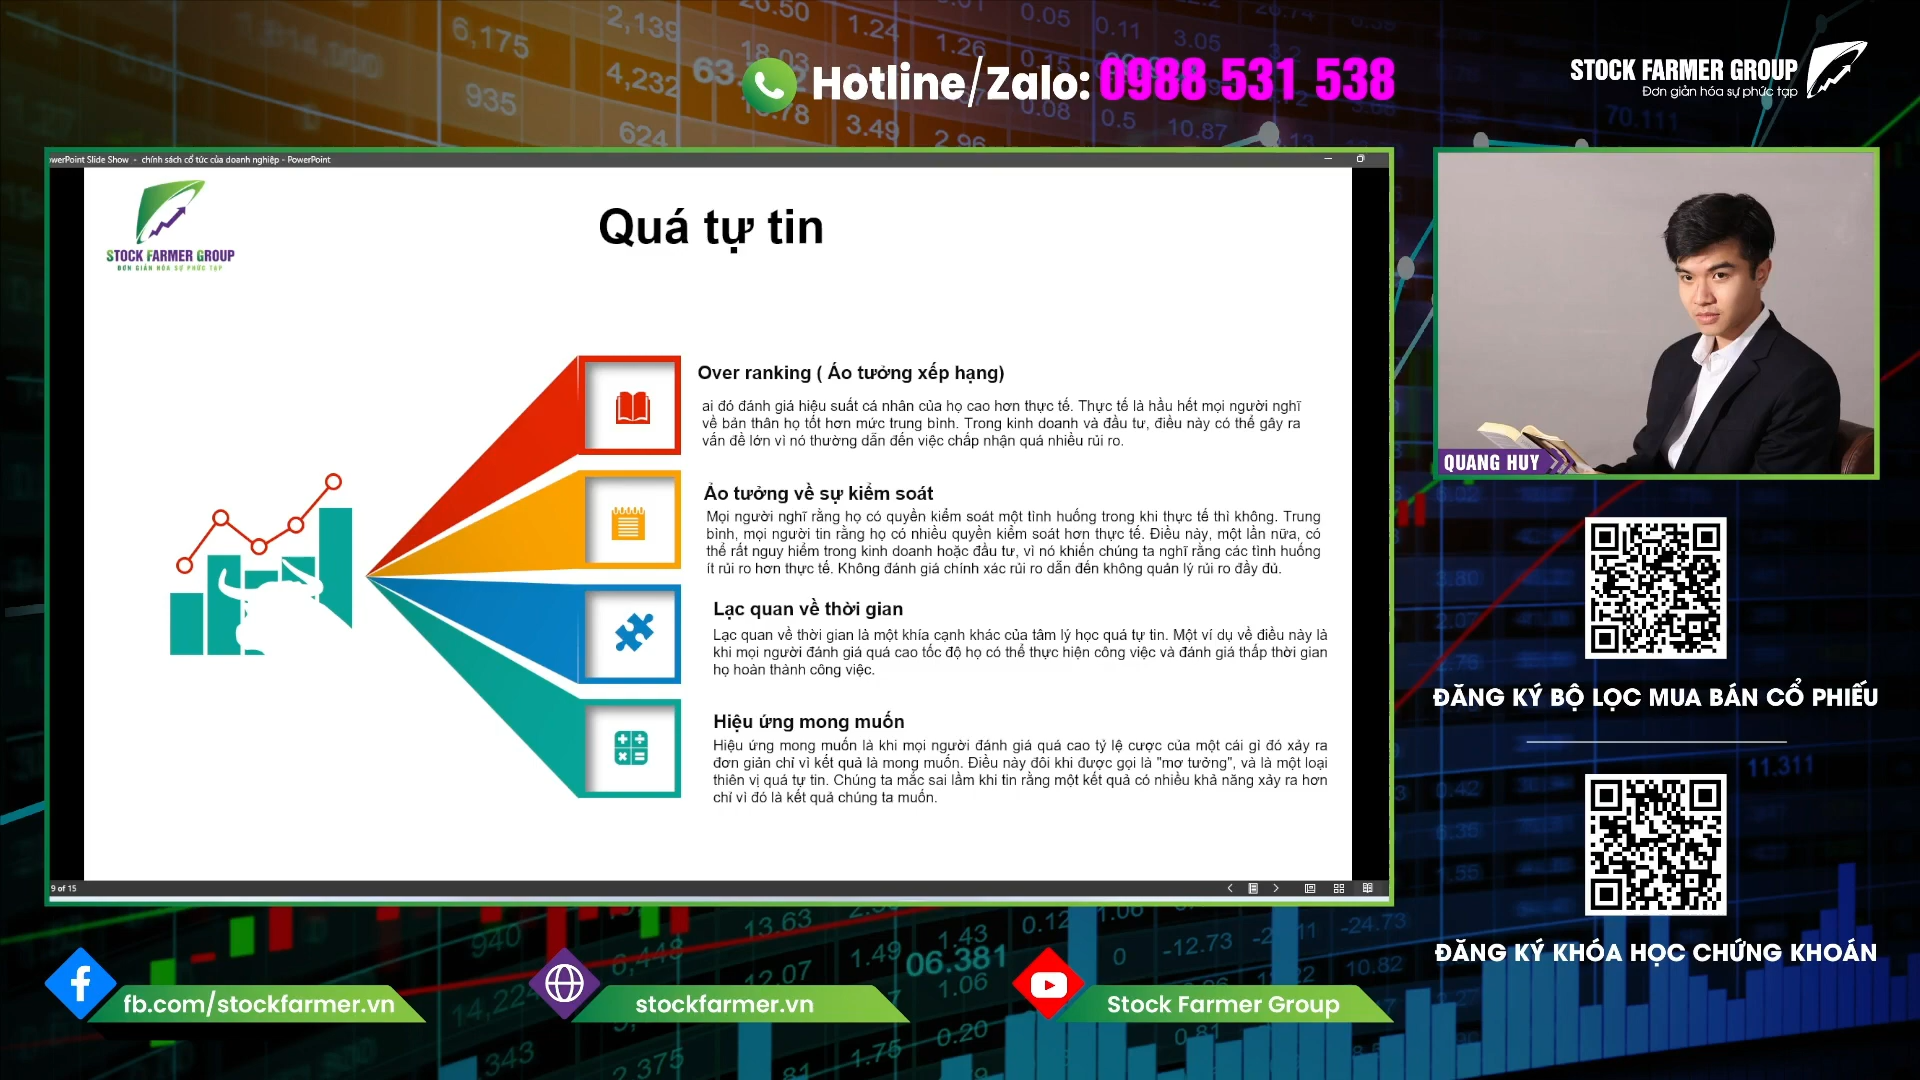 Hotline/Zalo: 0988 531 538
STOCK FARMER GROUP
Đơn giản hóa sự phức tạp
owerPoint Slide Show - chính sách cổ tức của doanh nghiệp - PowerPoint
STOCK FARMER GROUP
ĐƠN GIẢN HÓA SỰ PHỨC TẠP
Quá tự tin
Over ranking ( Ảo tưởng xếp hạng)
ai đó đánh giá hiệu suất cá nhân của họ cao hơn thực tế. Thực tế là hầu hết mọi người nghĩ
về bản thân họ tốt hơn mức trung bình. Trong kinh doanh và đầu tư, điều này có thể gây ra
vấn đề lớn vì nó thường dẫn đến việc chấp nhận quá nhiều rủi ro.
Ảo tưởng về sự kiểm soát
Mọi người nghĩ rằng họ có quyền kiểm soát một tình huống trong khi thực tế thì không. Trung
bình, mọi người tin rằng họ có nhiều quyền kiểm soát hơn thực tế. Điều này, một lần nữa, có
thể rất nguy hiểm trong kinh doanh hoặc đầu tư, vì nó khiến chúng ta nghĩ rằng các tình huống
ít rủi ro hơn thực tế. Không đánh giá chính xác rủi ro dẫn đến không quản lý rủi ro đầy đủ.
Lạc quan về thời gian
Lạc quan về thời gian là một khía cạnh khác của tâm lý học quá tự tin. Một ví dụ về điều này là
khi mọi người đánh giá quá cao tốc độ họ có thể thực hiện công việc và đánh giá thấp thời gian
họ hoàn thành công việc.
Hiệu ứng mong muốn
Hiệu ứng mong muốn là khi mọi người đánh giá quá cao tỷ lệ cược của một cái gì đó xảy ra
đơn giản chỉ vì kết quả là mong muốn. Điều này đôi khi được gọi là "mơ tưởng", và là một loại
thiên vị quá tự tin. Chúng ta mắc sai lầm khi tin rằng một kết quả có nhiều khả năng xảy ra hơn
chỉ vì đó là kết quả chúng ta muốn.
9 of 15
QUANG HUY
ĐĂNG KÝ BỘ LỌC MUA BÁN CỔ PHIẾU
ĐĂNG KÝ KHÓA HỌC CHỨNG KHOÁN
fb.com/stockfarmer.vn
stockfarmer.vn
Stock Farmer Group